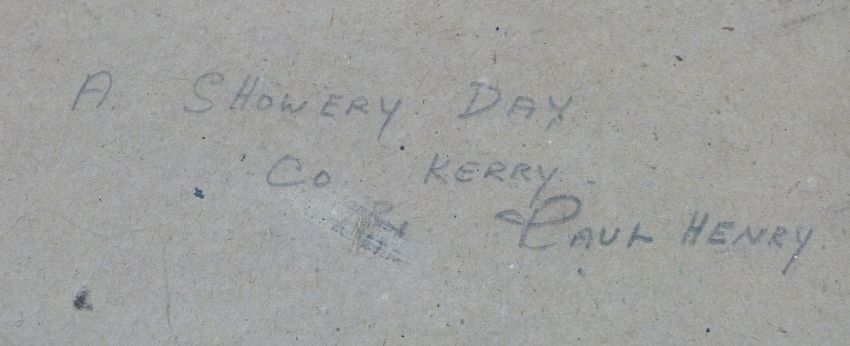 A. SHOWERY DAY
CO KERRY.
PAUL HENRY.